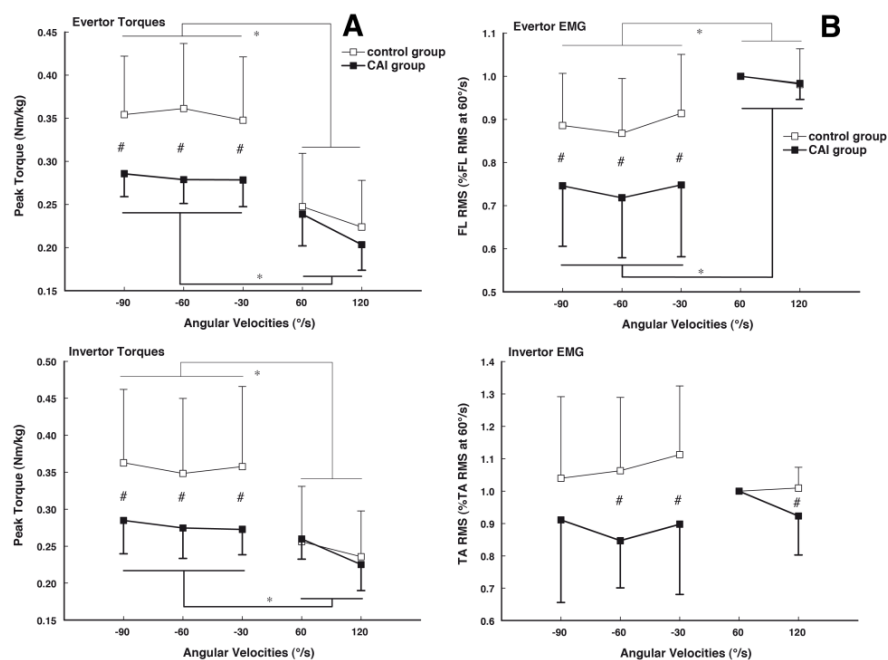 Evertor Torques
A
0.45
0.40
0.35
0.30
0.25
0.20
0.15
Peak Torque (Nm/kg)
*
control group
CAI group
# # #
*
-90 -60 -30 60 120
Angular Velocities (°/s)
Evertor EMG
B
1.1
1.0
0.9
0.8
0.7
0.6
0.5
FL RMS (%FL RMS at 60°/s)
*
control group
CAI group
# # #
*
-90 -60 -30 60 120
Angular Velocities (°/s)
Invertor Torques
0.50
0.45
0.40
0.35
0.30
0.25
0.20
0.15
Peak Torque (Nm/kg)
*
# # #
*
-90 -60 -30 60 120
Angular Velocities (°/s)
Invertor EMG
1.4
1.3
1.2
1.1
1.0
0.9
0.8
0.7
0.6
TA RMS (%TA RMS at 60°/s)
# # #
-90 -60 -30 60 120
Angular Velocities (°/s)